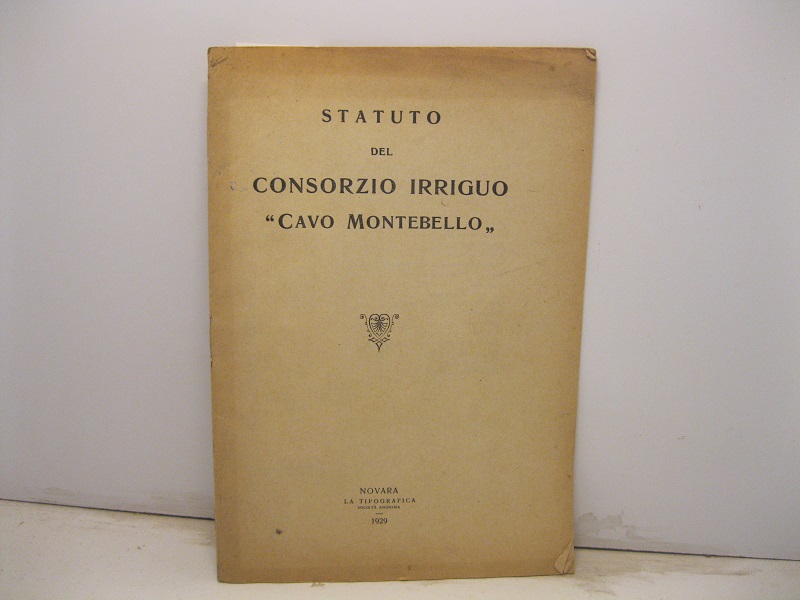 STATUTO
DEL
CONSORZIO IRRIGUO
“CAVO MONTEBELLO„
NOVARA
LA TIPOGRAFICA
SOCIETÀ ANONIMA
1929